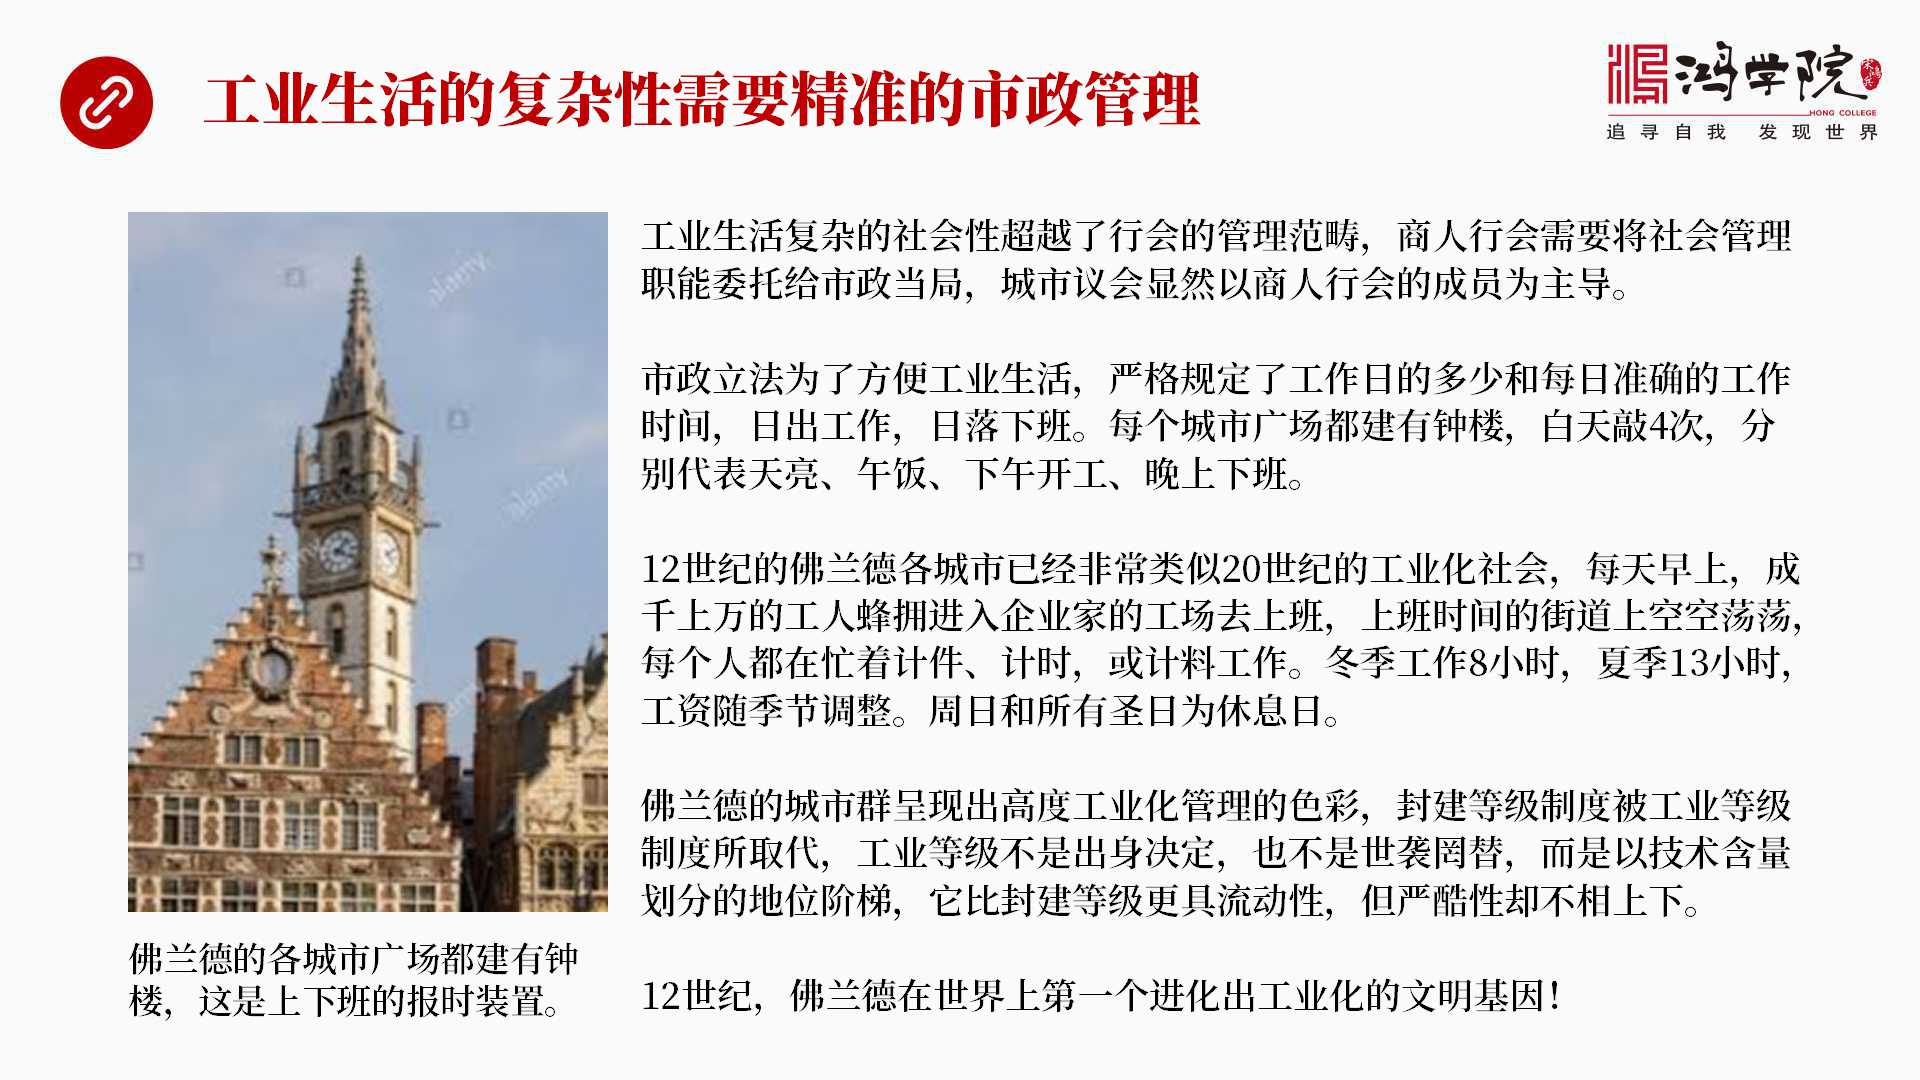 工业生活的复杂性需要精准的市政管理
鸿学院
宋鸿兵
HONG COLLEGE
追寻自我 发现世界
工业生活复杂的社会性超越了行会的管理范畴，商人行会需要将社会管理
职能委托给市政当局，城市议会显然以商人行会的成员为主导。
市政立法为了方便工业生活，严格规定了工作日的多少和每日准确的工作
时间，日出工作，日落下班。每个城市广场都建有钟楼，白天敲4次，分
别代表天亮、午饭、下午开工、晚上下班。
12世纪的佛兰德各城市已经非常类似20世纪的工业化社会，每天早上，成
千上万的工人蜂拥进入企业家的工场去上班，上班时间的街道上空空荡荡，
每个人都在忙着计件、计时，或计料工作。冬季工作8小时，夏季13小时，
工资随季节调整。周日和所有圣日为休息日。
佛兰德的城市群呈现出高度工业化管理的色彩，封建等级制度被工业等级
制度所取代，工业等级不是出身决定，也不是世袭罔替，而是以技术含量
划分的地位阶梯，它比封建等级更具流动性，但严酷性却不相上下。
12世纪，佛兰德在世界上第一个进化出工业化的文明基因！
alamy
alamy
alamy
佛兰德的各城市广场都建有钟
楼，这是上下班的报时装置。